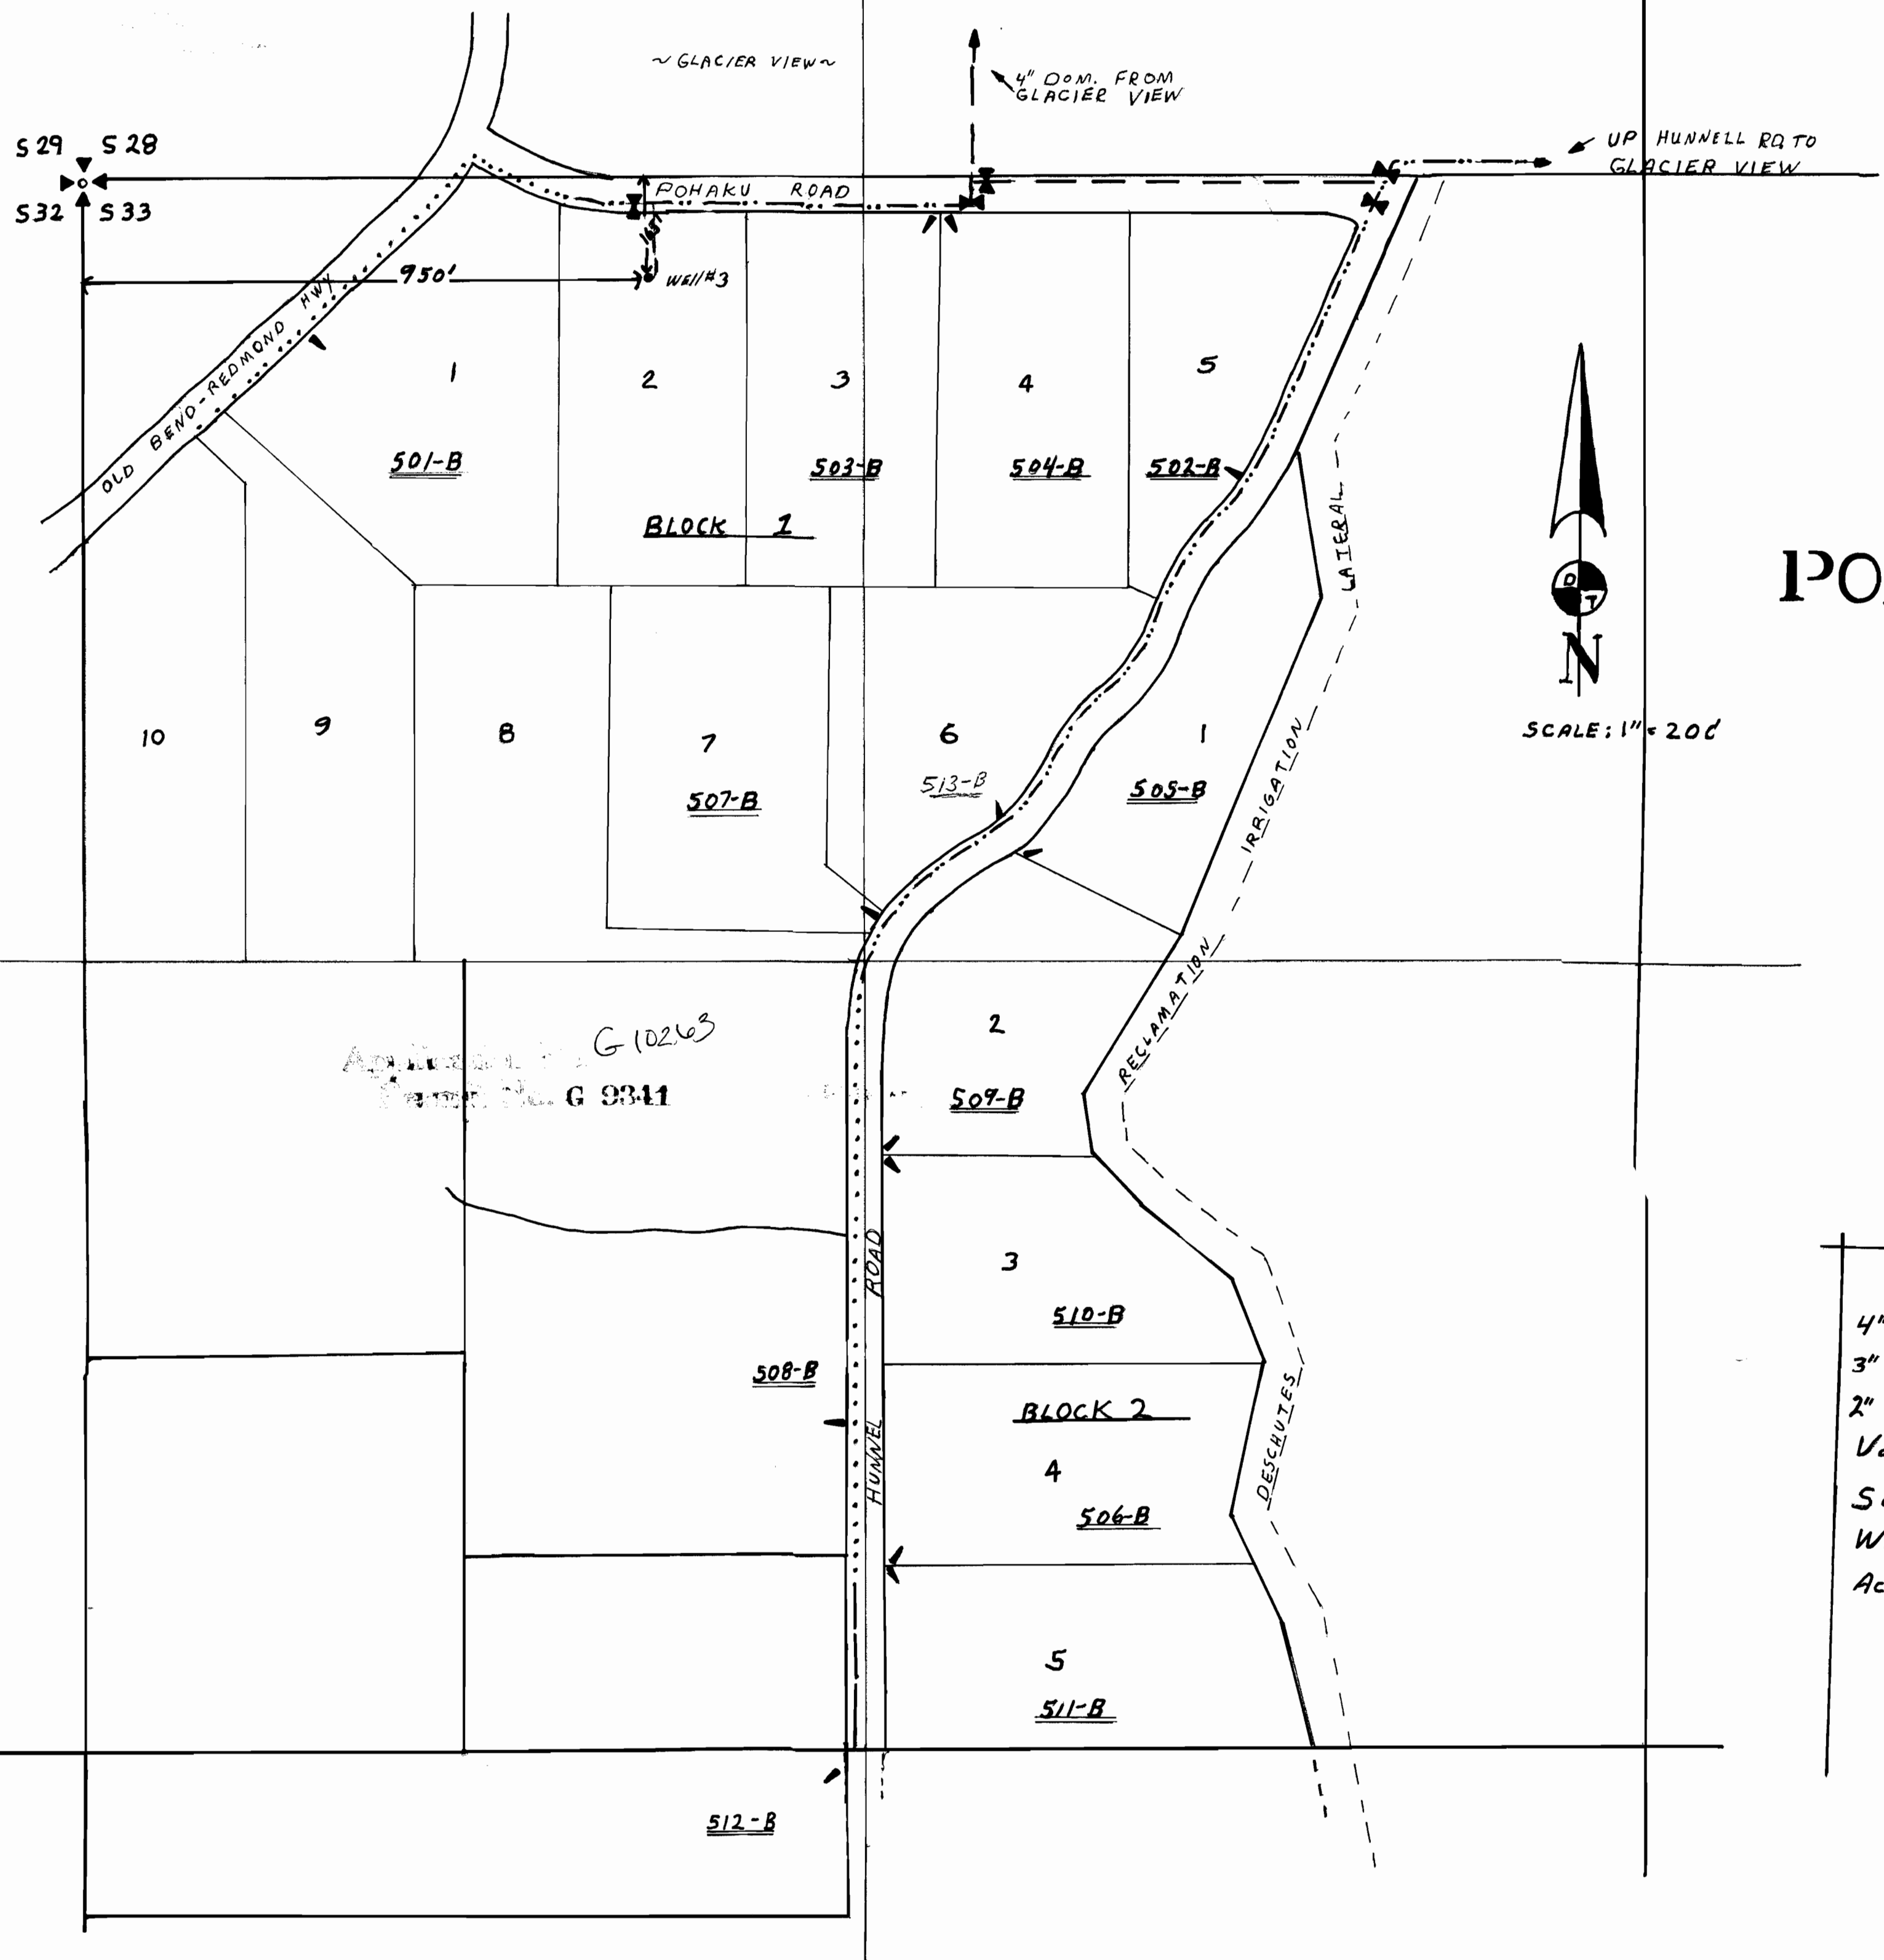 ~ GLACIER VIEW ~
4" DOM. FROM
GLACIER VIEW
UP HUNNELL RD. TO
GLACIER VIEW
S 29 S 28
S 32 S 33
POHAKU ROAD
165'
950'
WELL #3
OLD BEND-REDMOND HWY
1
2
3
4
5
501-B
503-B
504-B
502-B
BLOCK 1
LATERAL
D
T
N
PO
SCALE: 1" = 200'
10
9
8
7
6
1
507-B
513-B
505-B
IRRIGATION
RECLAMATION
2
G 10263
Permit No. G 9341
509-B
ROAD
3
510-B
508-B
HUNNEL
BLOCK 2
DESCHUTES
4
506-B
4"
3"
2"
5
511-B
512-B